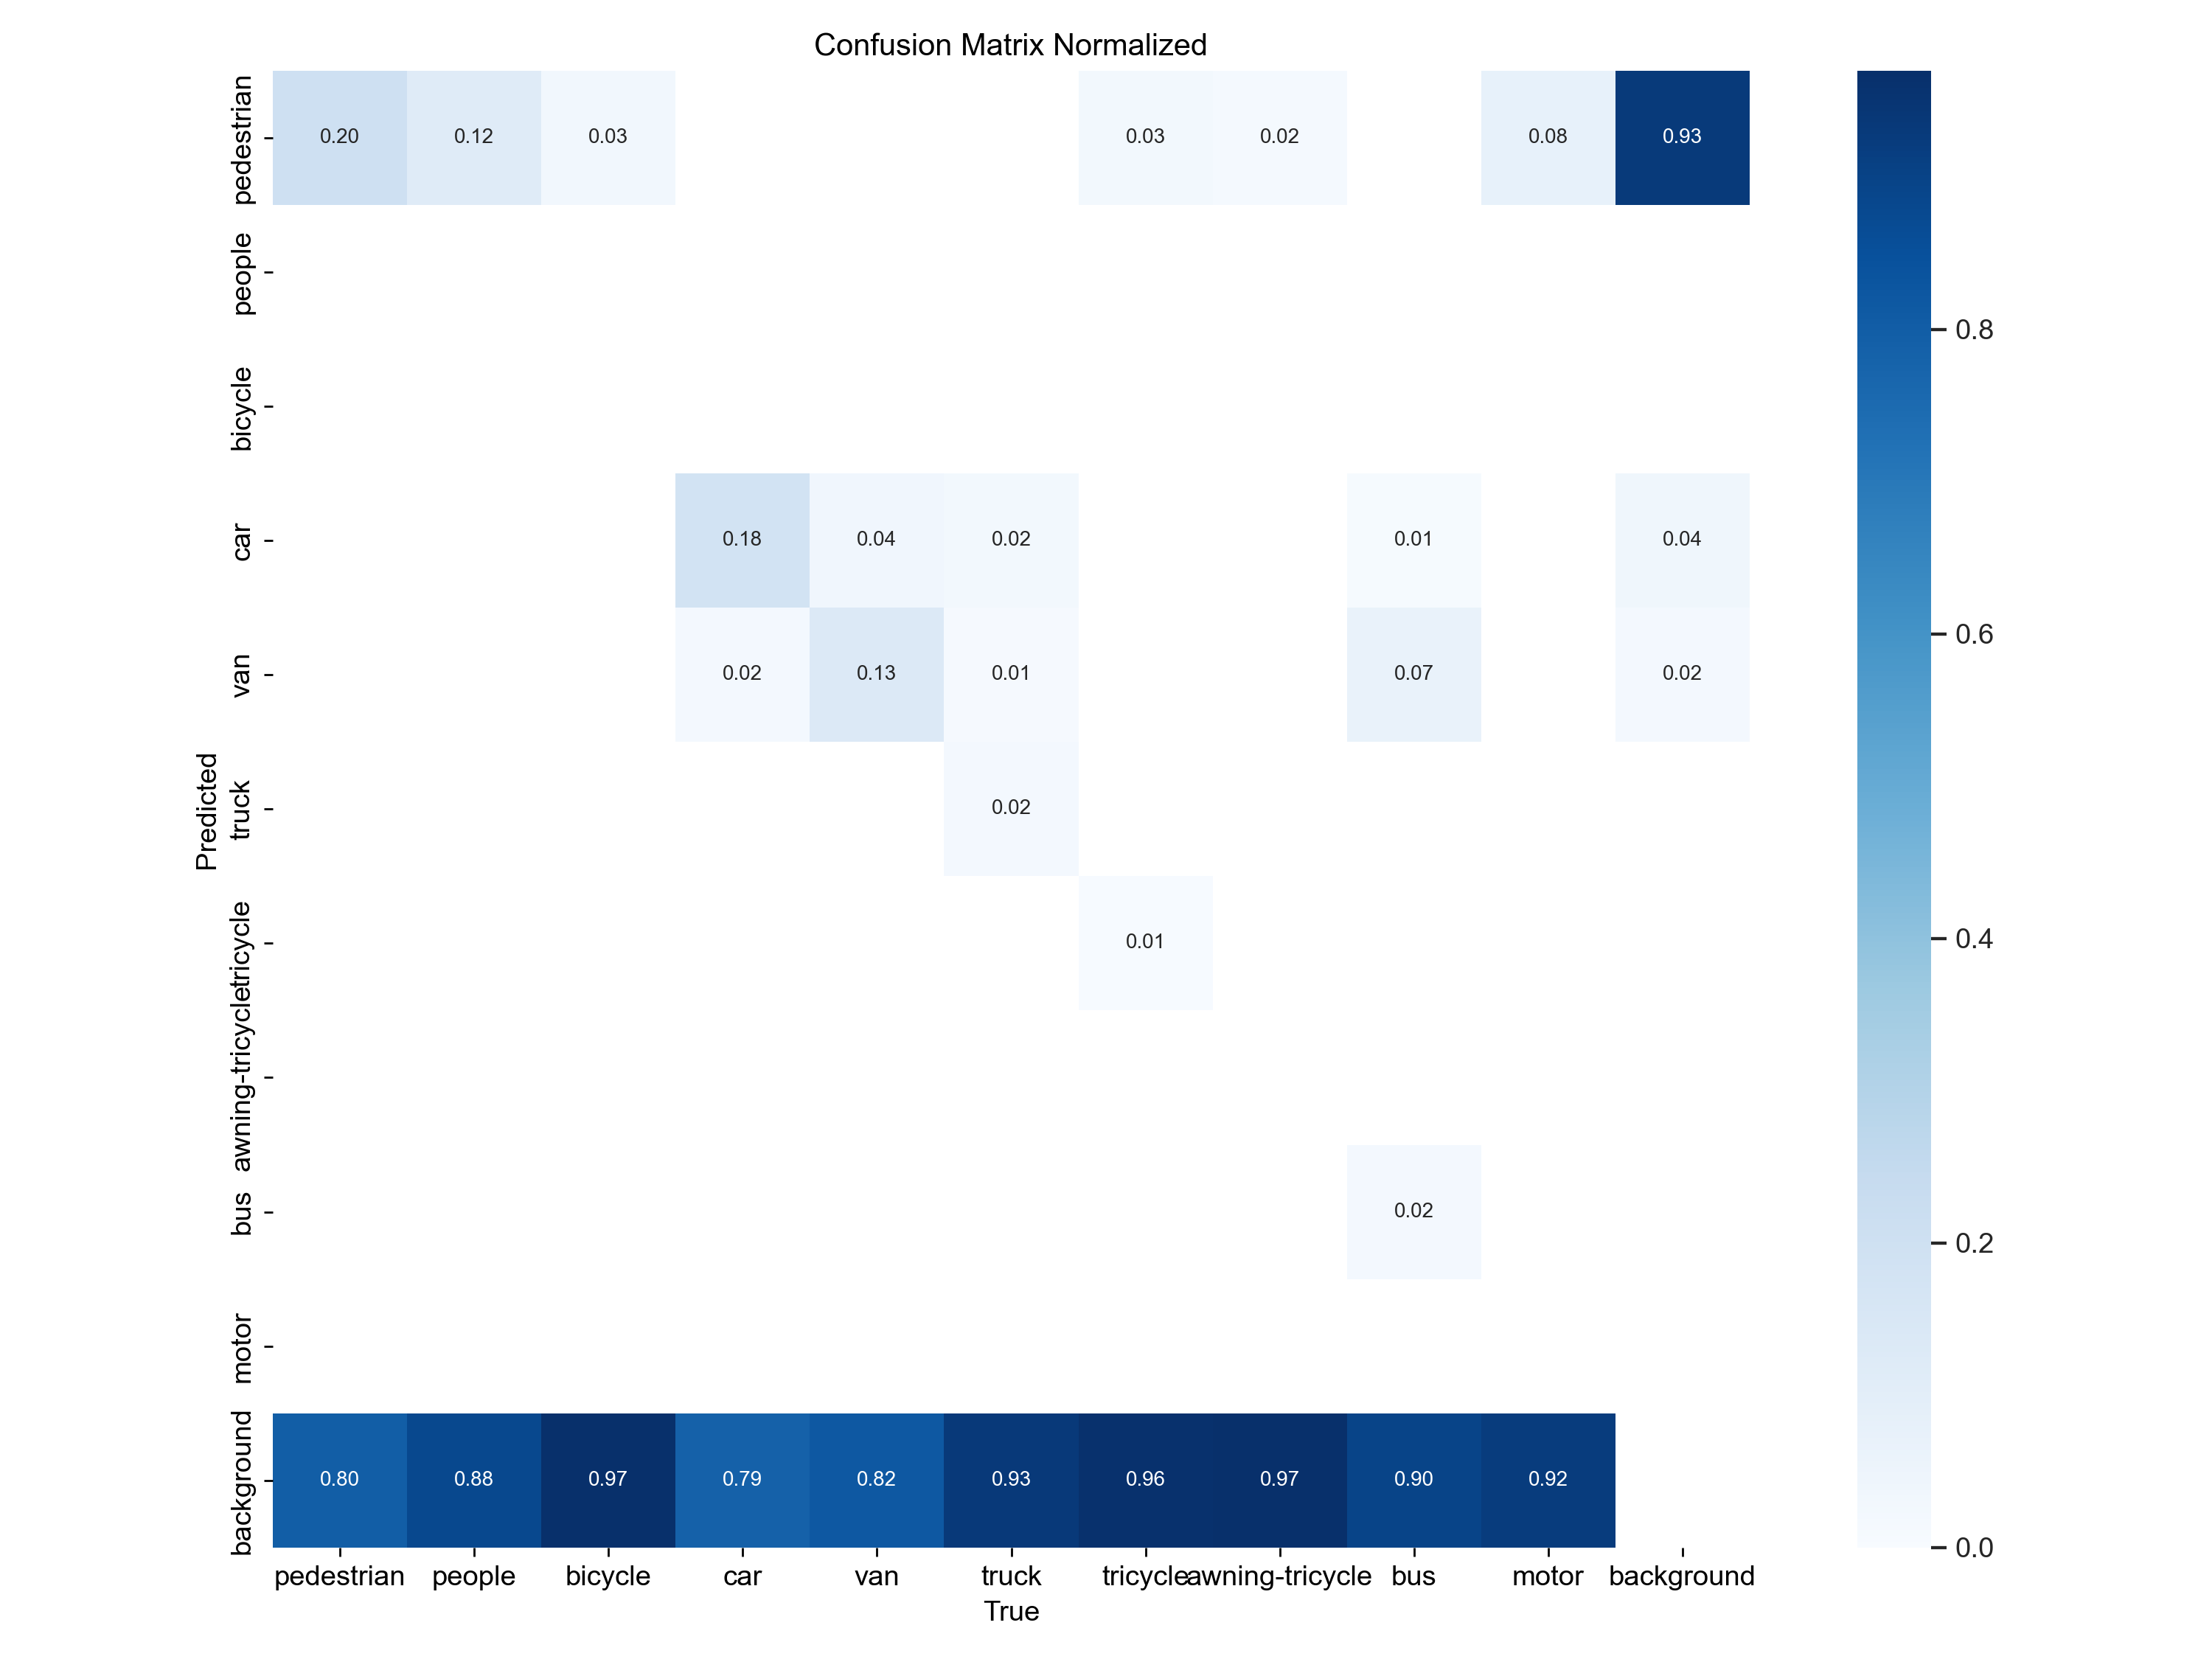 Confusion Matrix Normalized
pedestrian
0.20 0.12 0.03 0.03 0.02 0.08 0.93
people
bicycle
car
0.18 0.04 0.02 0.01 0.04
van
0.02 0.13 0.01 0.07 0.02
truck
0.02
tricycle
0.01
awning-tricycle
bus
0.02
motor
background
0.80 0.88 0.97 0.79 0.82 0.93 0.96 0.97 0.90 0.92
Predicted
pedestrian people bicycle car van truck tricycle awning-tricycle bus motor background
True
0.8
0.6
0.4
0.2
0.0